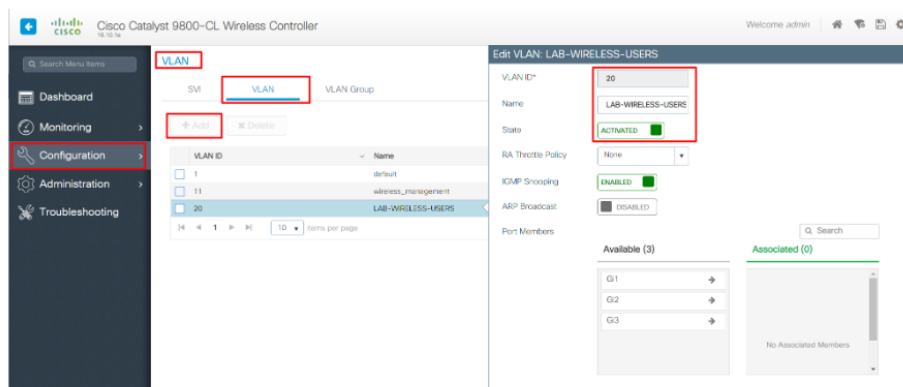 CISCO
Cisco Catalyst 9800-CL Wireless Controller
16.10.1e
Welcome admin
Search Menu Items
Dashboard
Monitoring
Configuration
Administration
Troubleshooting
VLAN
SVI
VLAN
VLAN Group
+ Add
✖ Delete
VLAN ID
Name
1
default
11
wireless_management
20
LAB-WIRELESS-USERS
1
10
items per page
Edit VLAN: LAB-WIRELESS-USERS
VLAN ID*
20
Name
LAB-WIRELESS-USERS
State
ACTIVATED
RA Throttle Policy
None
IGMP Snooping
ENABLED
ARP Broadcast
DISABLED
Port Members
Search
Available (3)
Associated (0)
Gi1
Gi2
Gi3
No Associated Members